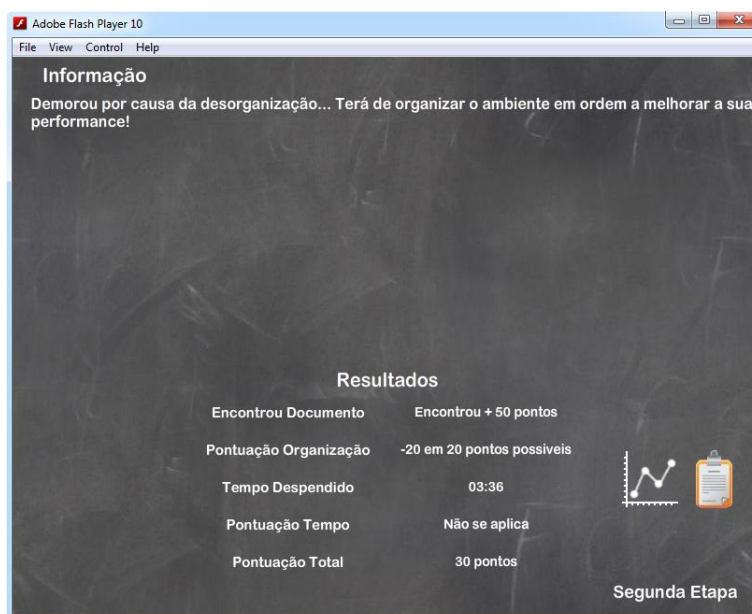 Adobe Flash Player 10
File View Control Help
Informação
Demorou por causa da desorganização... Terá de organizar o ambiente em ordem a melhorar a sua
performance!
Resultados
Encontrou Documento Encontrou + 50 pontos
Pontuação Organização -20 em 20 pontos possiveis
Tempo Despendido 03:36
Pontuação Tempo Não se aplica
Pontuação Total 30 pontos
Segunda Etapa